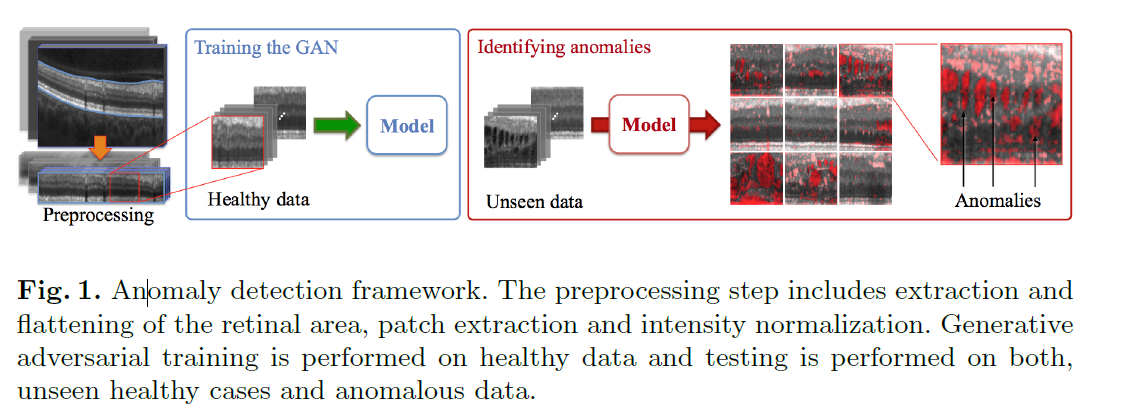 Training the GAN
Identifying anomalies
Model
Model
Healthy data
Unseen data
Anomalies
Preprocessing
Fig. 1. Anomaly detection framework. The preprocessing step includes extraction and
flattening of the retinal area, patch extraction and intensity normalization. Generative
adversarial training is performed on healthy data and testing is performed on both,
unseen healthy cases and anomalous data.